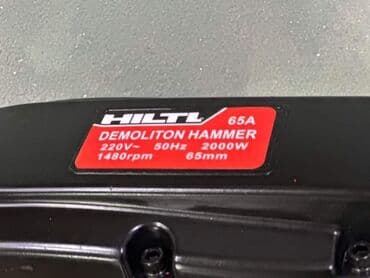 HILTL 65A
DEMOLITON HAMMER
220V~ 50Hz 2000W
1480rpm 65mm